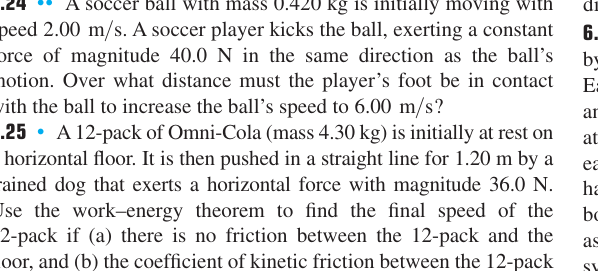 .24 •• A soccer ball with mass 0.420 kg is initially moving with
speed 2.00 m/s. A soccer player kicks the ball, exerting a constant
force of magnitude 40.0 N in the same direction as the ball's
motion. Over what distance must the player's foot be in contact
with the ball to increase the ball's speed to 6.00 m/s?
.25 • A 12-pack of Omni-Cola (mass 4.30 kg) is initially at rest on
horizontal floor. It is then pushed in a straight line for 1.20 m by a
trained dog that exerts a horizontal force with magnitude 36.0 N.
Use the work–energy theorem to find the final speed of the
12-pack if (a) there is no friction between the 12-pack and the
floor, and (b) the coefficient of kinetic friction between the 12-pack
di
6.
by
Ea
an
at
ea
ha
bo
as
sy